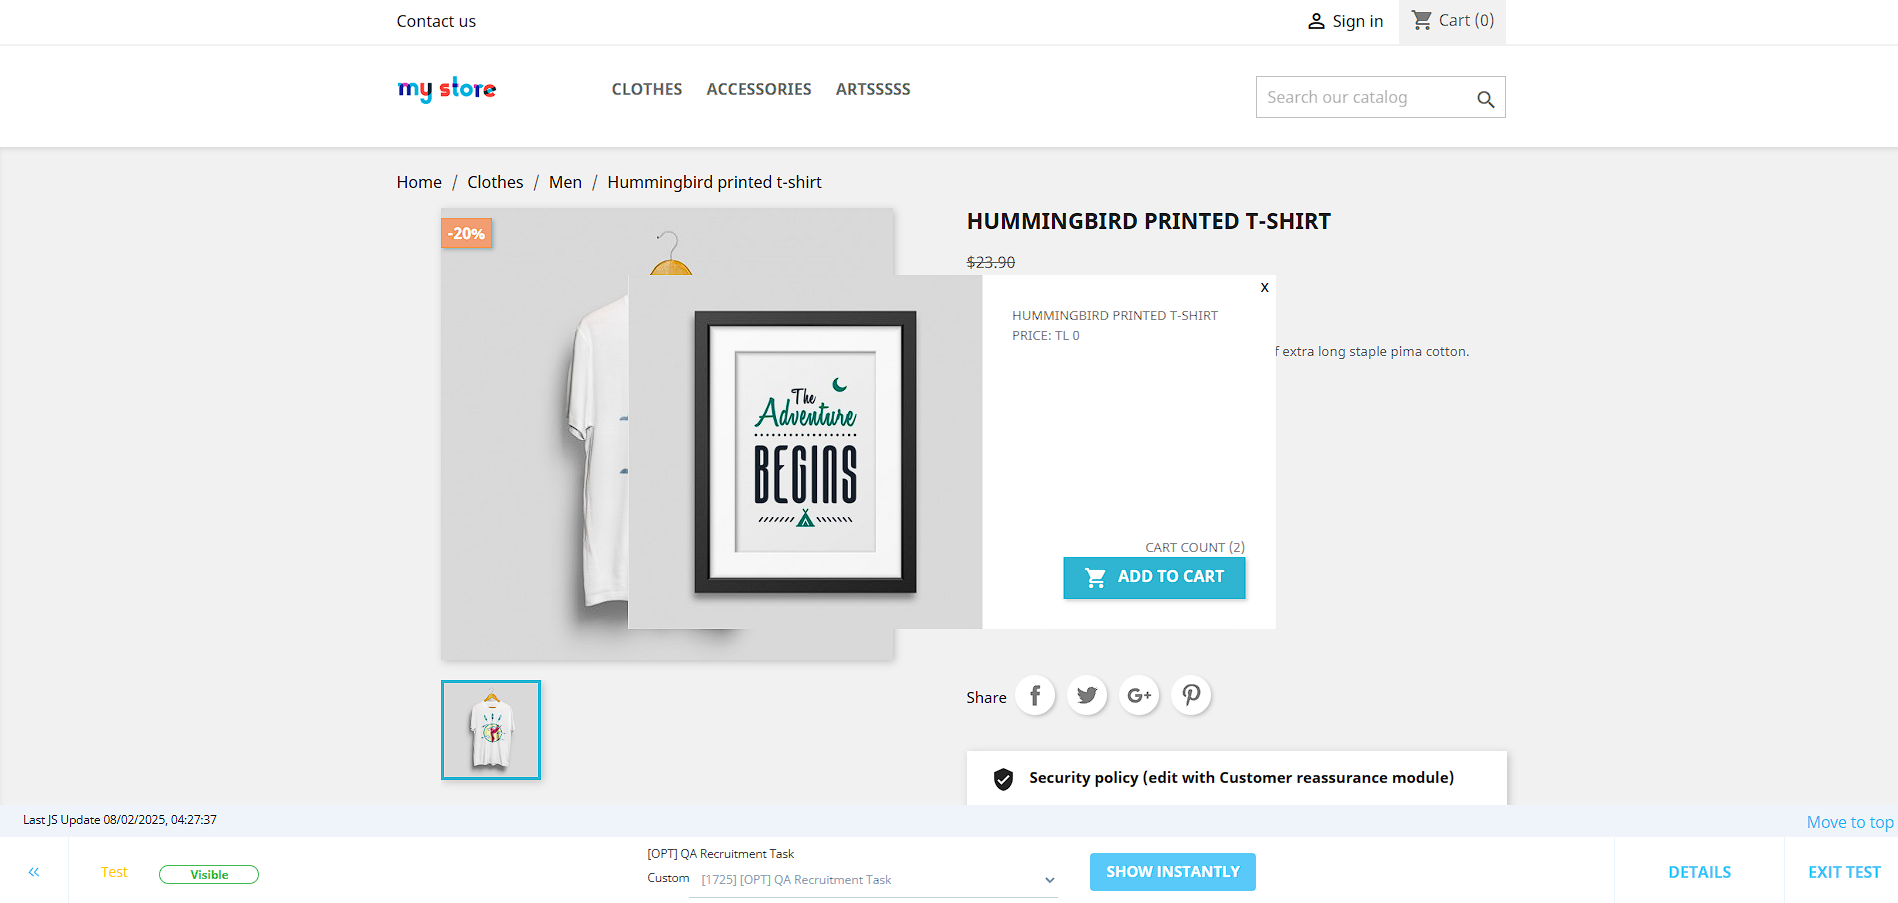 Contact us
Sign in
Cart (0)
my store
CLOTHES
ACCESSORIES
ARTSSSSS
Search our catalog
Home / Clothes / Men / Hummingbird printed t-shirt
-20%
HUMMINGBIRD PRINTED T-SHIRT
$23.90
x
HUMMINGBIRD PRINTED T-SHIRT
PRICE: TL 0
f extra long staple pima cotton.
The
Adventure
BEGINS
CART COUNT (2)
ADD TO CART
Share
Security policy (edit with Customer reassurance module)
Last JS Update 08/02/2025, 04:27:37
Move to top
«
Test
Visible
[OPT] QA Recruitment Task
Custom
[1725] [OPT] QA Recruitment Task
SHOW INSTANTLY
DETAILS
EXIT TEST